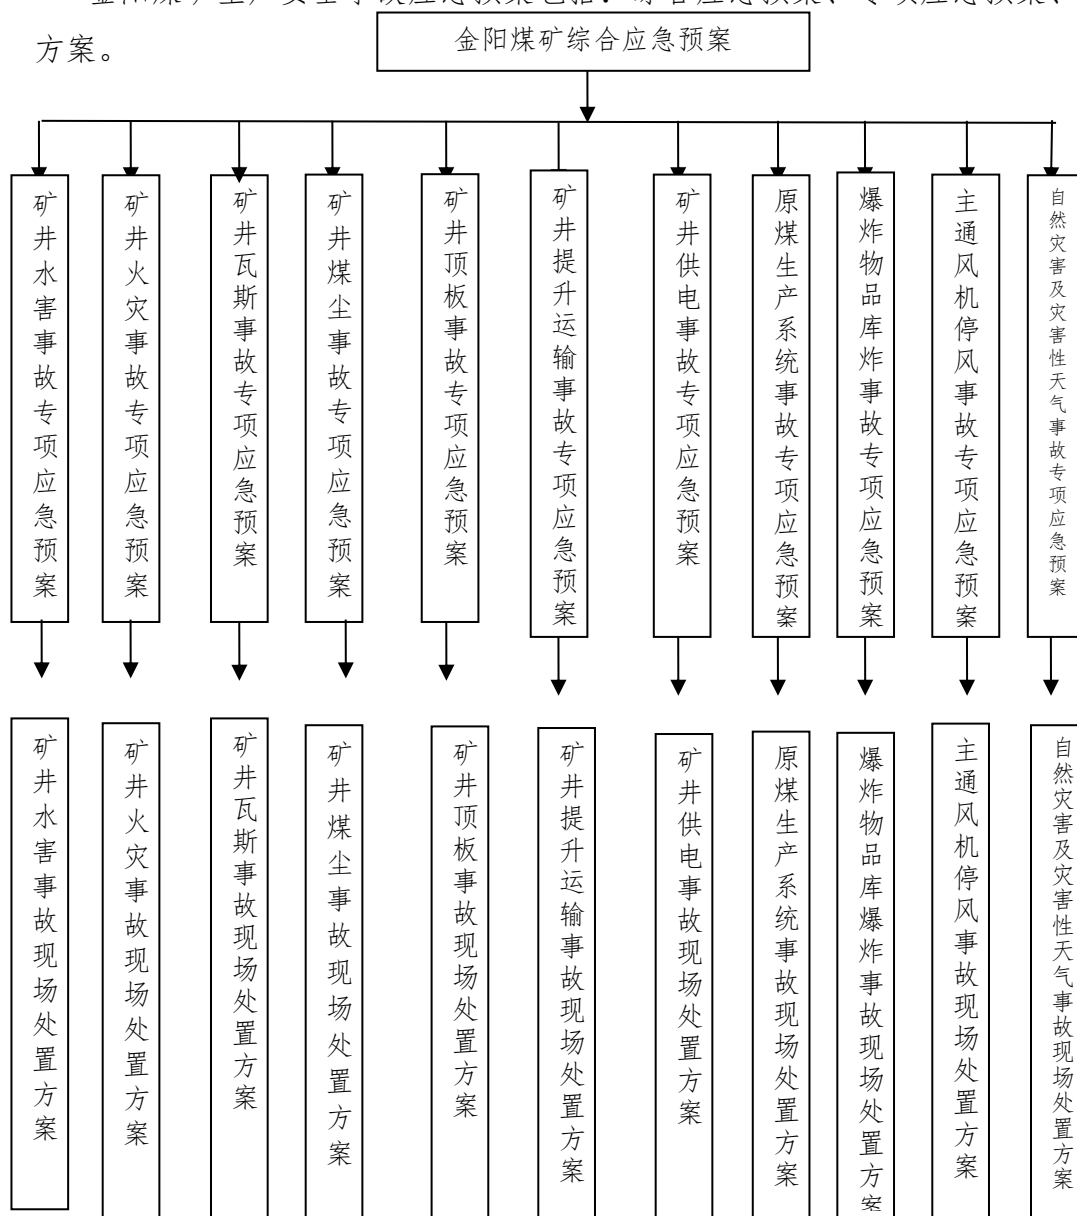 金阳煤矿生产安全事故应急预案包括：综合应急预案、专项应急预案、
方案。
金阳煤矿综合应急预案
矿井水害事故专项应急预案
矿井火灾事故专项应急预案
矿井瓦斯事故专项应急预案
矿井煤尘事故专项应急预案
矿井顶板事故专项应急预案
矿井提升运输事故专项应急预案
矿井供电事故专项应急预案
原煤生产系统事故专项应急预案
爆炸物品库炸事故专项应急预案
主通风机停风事故专项应急预案
自然灾害及灾害性天气事故专项应急预案
矿井水害事故现场处置方案
矿井火灾事故现场处置方案
矿井瓦斯事故现场处置方案
矿井煤尘事故现场处置方案
矿井顶板事故现场处置方案
矿井提升运输事故现场处置方案
矿井供电事故现场处置方案
原煤生产系统事故现场处置方案
爆炸物品库爆炸事故现场处置方案
主通风机停风事故现场处置方案
自然灾害及灾害性天气事故现场处置方案